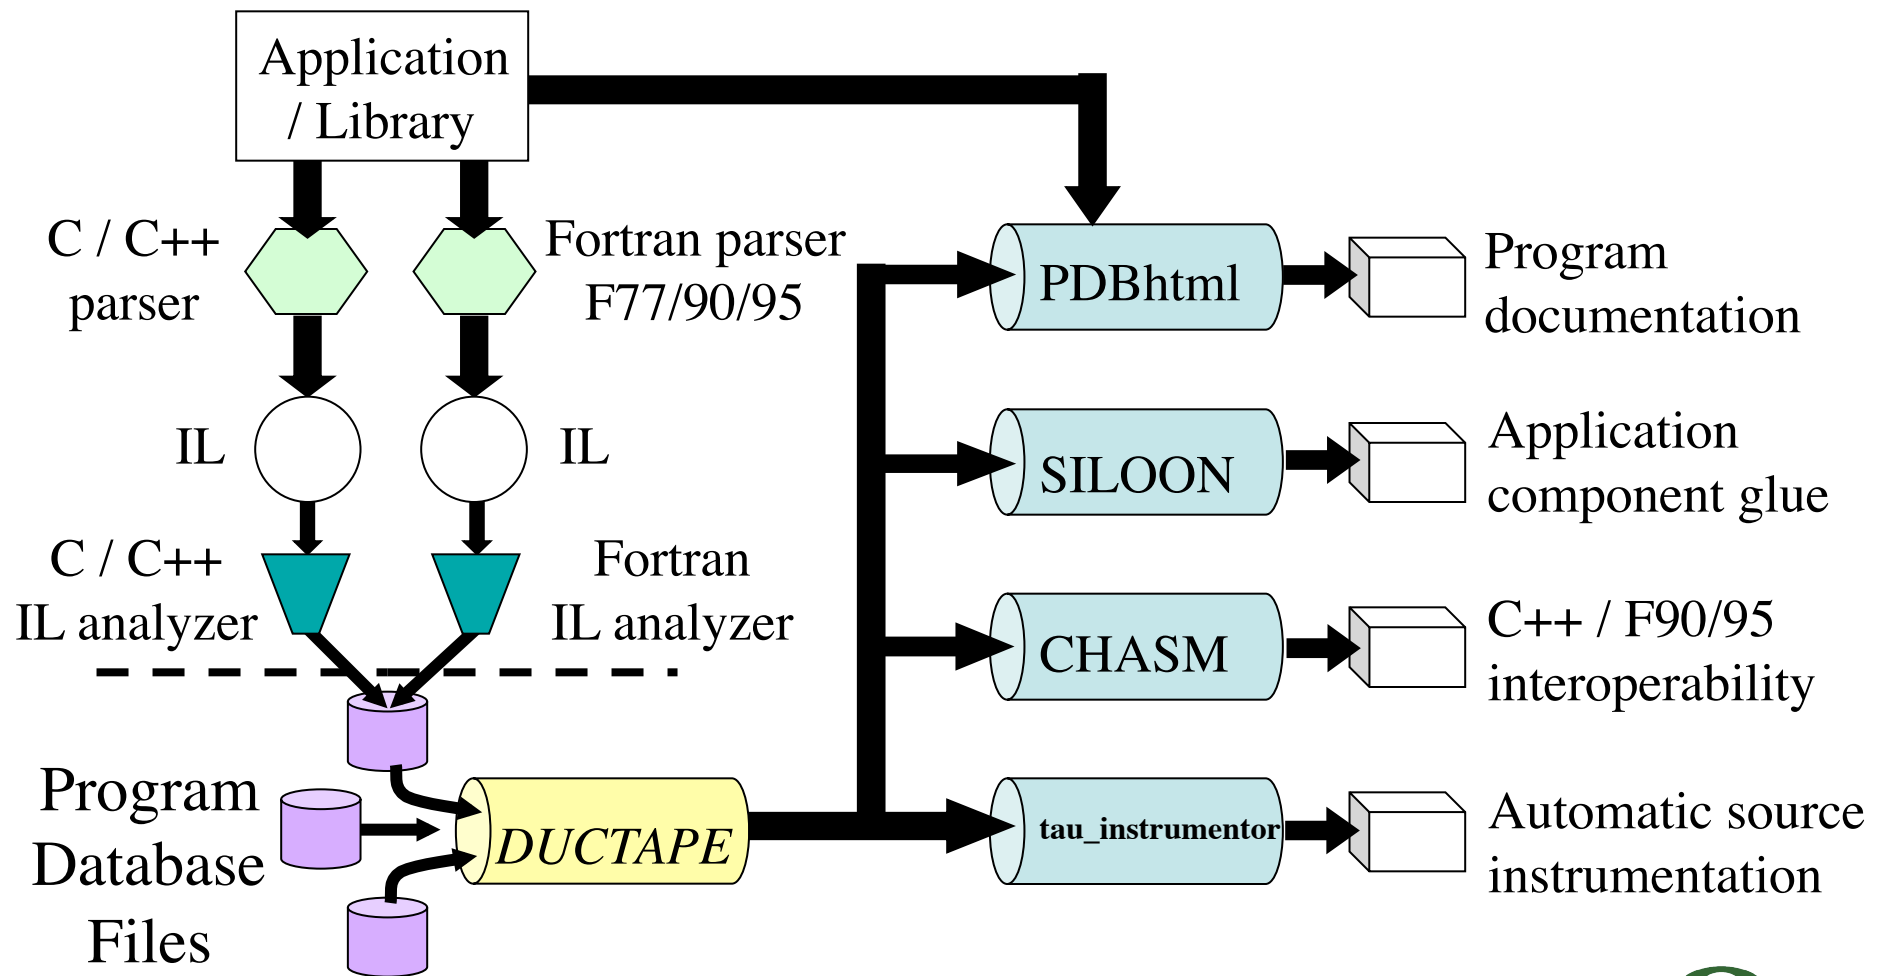 Application
/ Library
C / C++
parser
Fortran parser
F77/90/95
IL
IL
C / C++
IL analyzer
Fortran
IL analyzer
Program
Database
Files
DUCTAPE
PDBhtml
Program
documentation
SILOON
Application
component glue
CHASM
C++ / F90/95
interoperability
tau_instrumentor
Automatic source
instrumentation